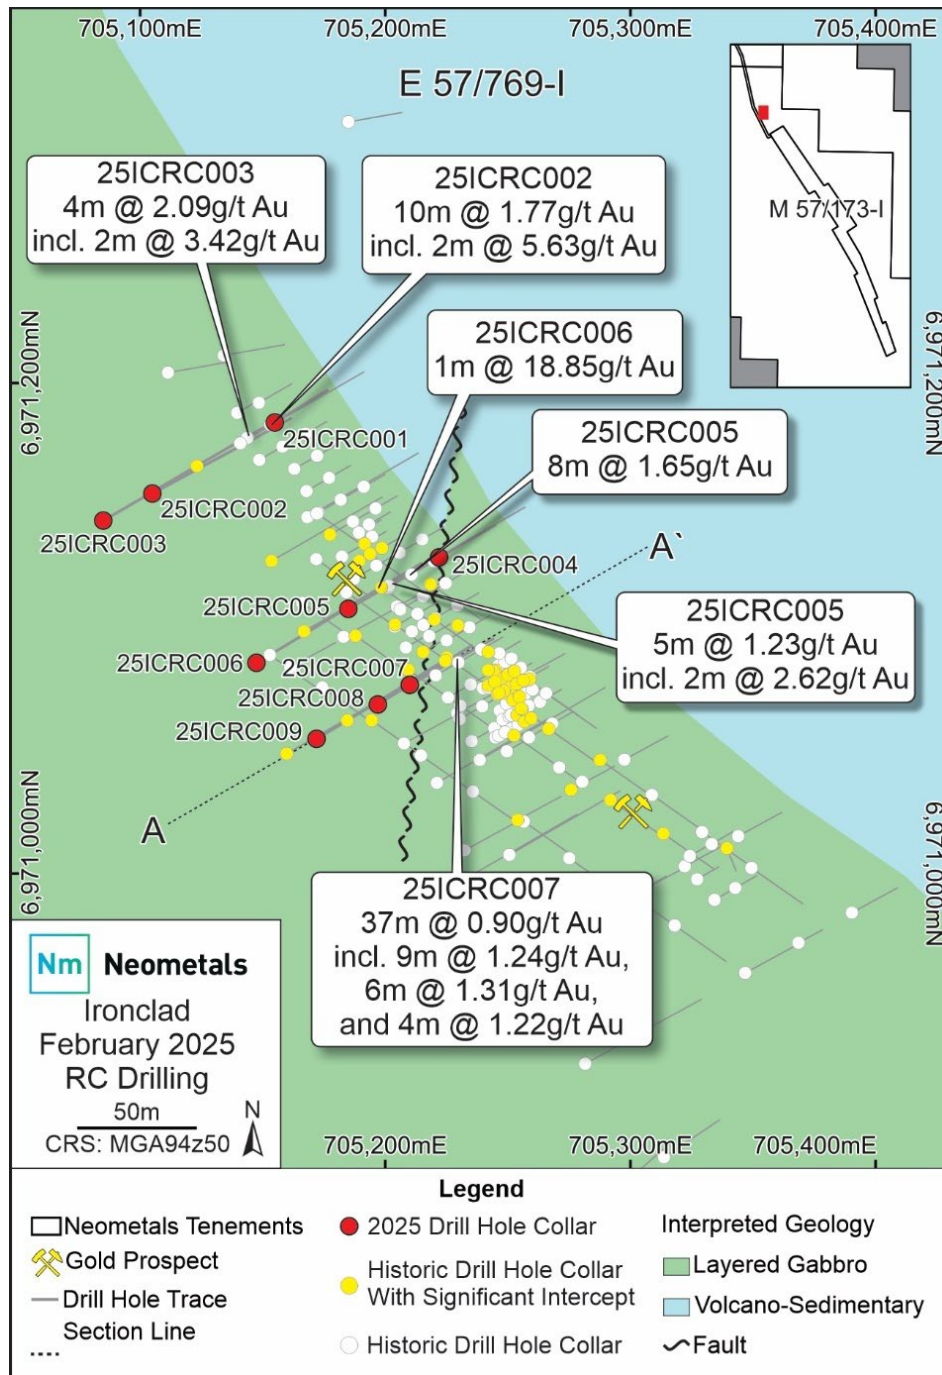 705,100mE
705,200mE
705,300mE
705,400mE
E 57/769-I
M 57/173-I
25ICRC003
4m @ 2.09g/t Au
incl. 2m @ 3.42g/t Au
25ICRC002
10m @ 1.77g/t Au
incl. 2m @ 5.63g/t Au
25ICRC006
1m @ 18.85g/t Au
25ICRC005
8m @ 1.65g/t Au
6,971,200mN
6,971,200mN
25ICRC001
25ICRC002
25ICRC003
A`
25ICRC004
25ICRC005
25ICRC005
5m @ 1.23g/t Au
incl. 2m @ 2.62g/t Au
25ICRC006
25ICRC007
25ICRC008
25ICRC009
A
6,971,000mN
6,971,000mN
25ICRC007
37m @ 0.90g/t Au
incl. 9m @ 1.24g/t Au,
6m @ 1.31g/t Au,
and 4m @ 1.22g/t Au
Nm Neometals
Ironclad
February 2025
RC Drilling
50m
N
CRS: MGA94z50
705,200mE
705,300mE
705,400mE
Legend
Neometals Tenements
Gold Prospect
Drill Hole Trace
Section Line
2025 Drill Hole Collar
Historic Drill Hole Collar
With Significant Intercept
Historic Drill Hole Collar
Interpreted Geology
Layered Gabbro
Volcano-Sedimentary
Fault